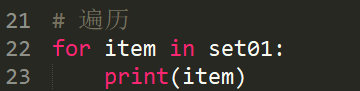 21 # 遍历
22 for item in set01:
23     print(item)